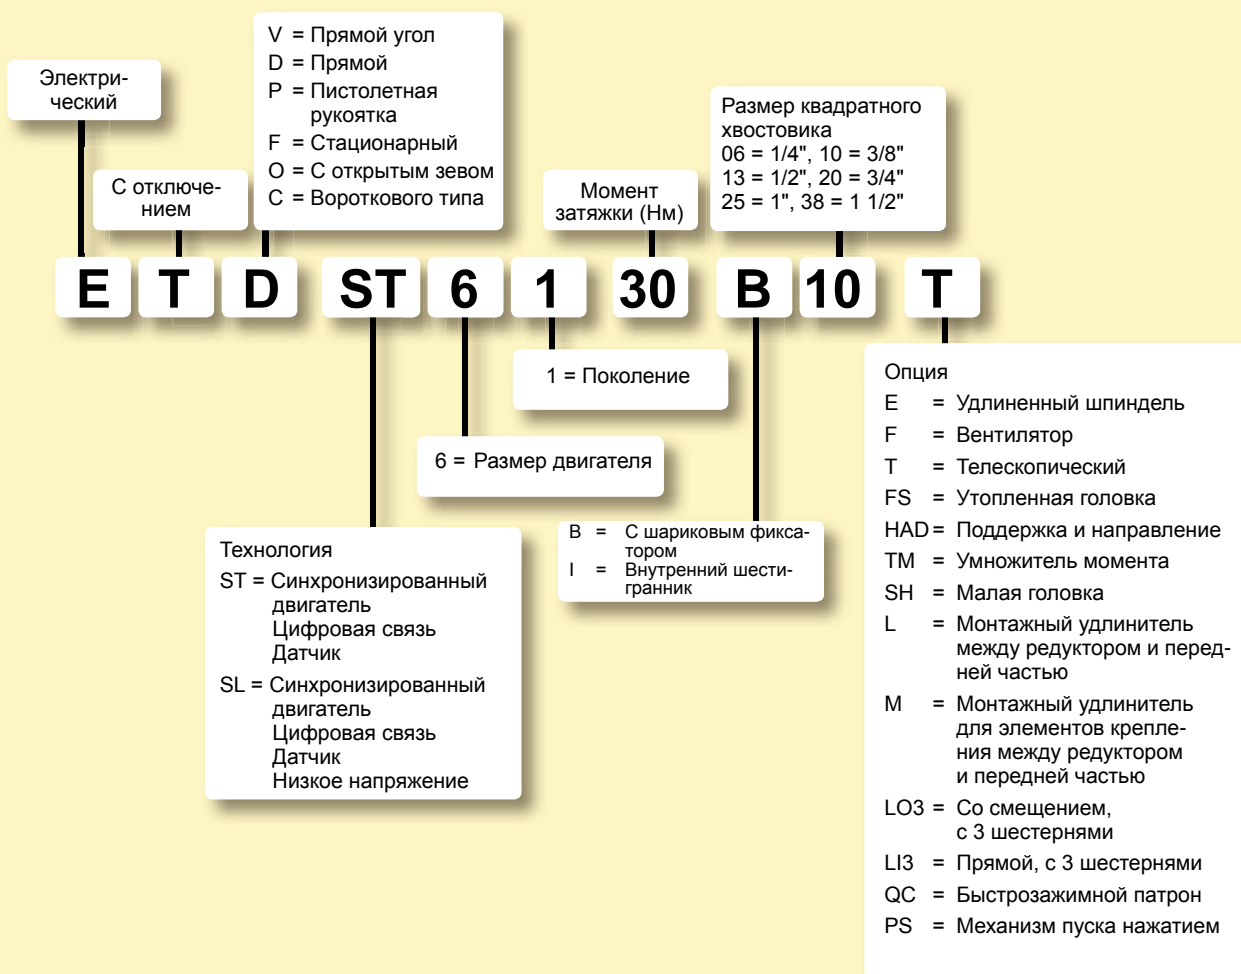 Электри-
ческий
С отключе-
нием
V = Прямой угол
D = Прямой
P = Пистолетная
рукоятка
F = Стационарный
O = С открытым зевом
C = Вороткового типа
Момент
затяжки (Нм)
Размер квадратного
хвостовика
06 = 1/4", 10 = 3/8"
13 = 1/2", 20 = 3/4"
25 = 1", 38 = 1 1/2"
E T D ST 6 1 30 B 10 T
1 = Поколение
6 = Размер двигателя
B = С шариковым фикса-
тором
I = Внутренний шести-
гранник
Технология
ST = Синхронизированный
двигатель
Цифровая связь
Датчик
SL = Синхронизированный
двигатель
Цифровая связь
Датчик
Низкое напряжение
Опция
E = Удлиненный шпиндель
F = Вентилятор
T = Телескопический
FS = Утопленная головка
HAD = Поддержка и направление
TM = Умножитель момента
SH = Малая головка
L = Монтажный удлинитель
между редуктором и перед-
ней частью
M = Монтажный удлинитель
для элементов крепле-
ния между редуктором
и передней частью
LO3 = Со смещением,
с 3 шестернями
LI3 = Прямой, с 3 шестернями
QC = Быстрозажимной патрон
PS = Механизм пуска нажатием